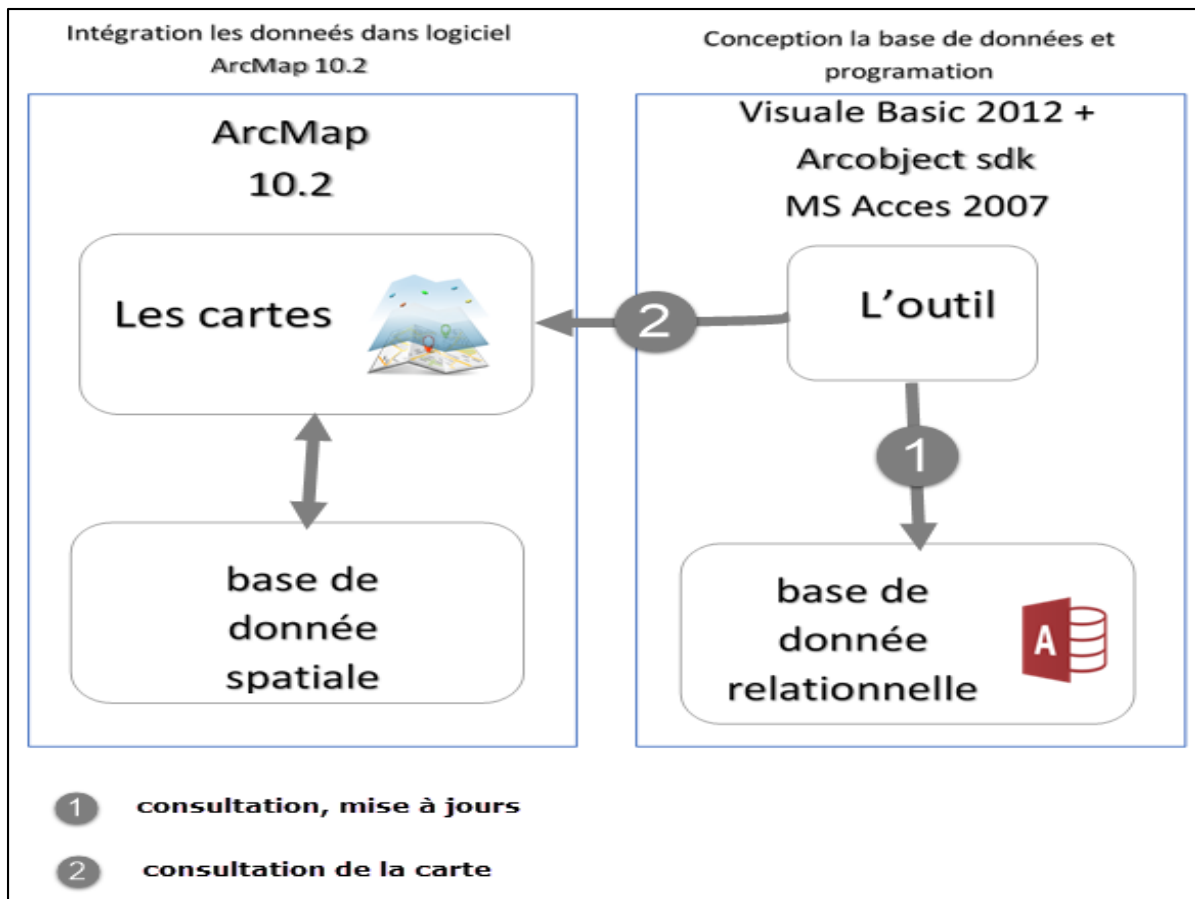 Intégration les donneés dans logiciel
ArcMap 10.2
Conception la base de données et
programation
ArcMap
10.2
Visuale Basic 2012 +
Arcobject sdk
MS Acces 2007
Les cartes
2
L'outil
1
base de
donnée
spatiale
base de
donnée
relationnelle
A
1 consultation, mise à jours
2 consultation de la carte